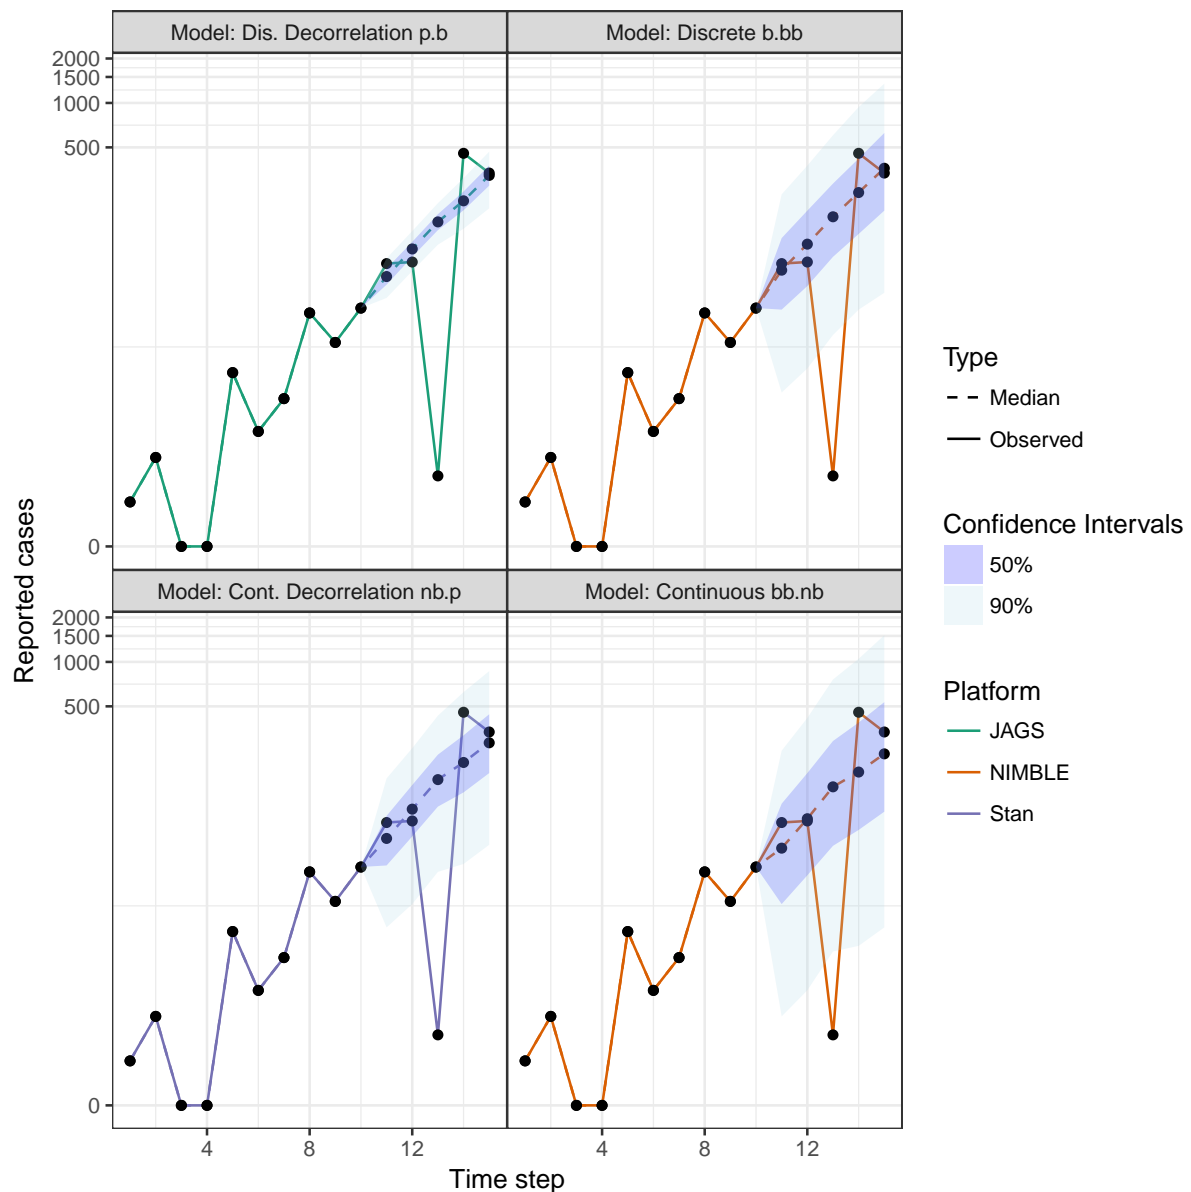 Model: Dis. Decorrelation p.b
Model: Discrete b.bb
2000
1500
1000
500
0
Model: Cont. Decorrelation nb.p
Model: Continuous bb.nb
2000
1500
1000
500
0
4
8
12
4
8
12
Time step
Reported cases
Type
Median
Observed
Confidence Intervals
50%
90%
Platform
JAGS
NIMBLE
Stan